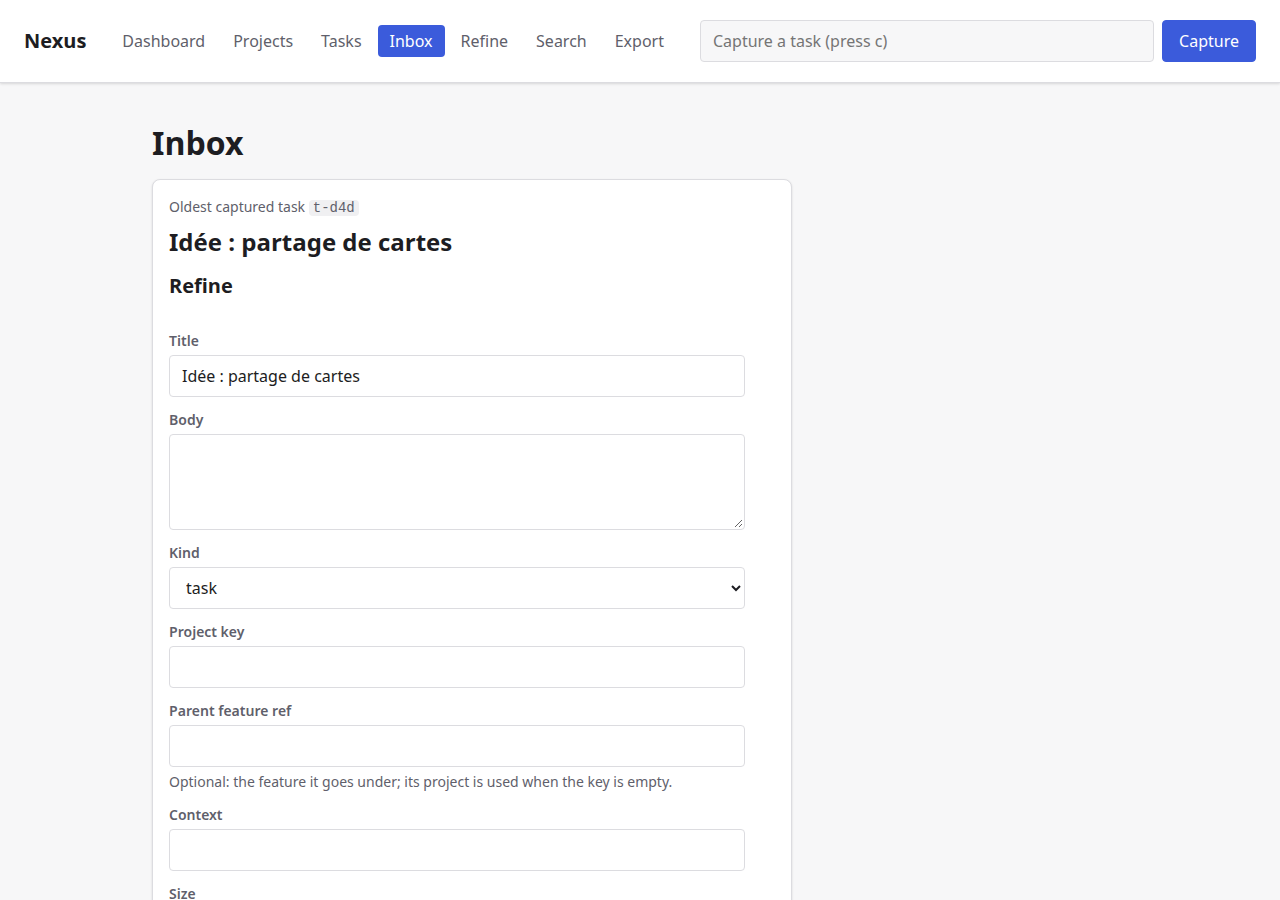 Nexus
Dashboard
Projects
Tasks
Inbox
Refine
Search
Export
Capture a task (press c)
Capture
Inbox
Oldest captured task t-d4d
Idée : partage de cartes
Refine
Title
Idée : partage de cartes
Body
Kind
task
Project key
Parent feature ref
Optional: the feature it goes under; its project is used when the key is empty.
Context
Size